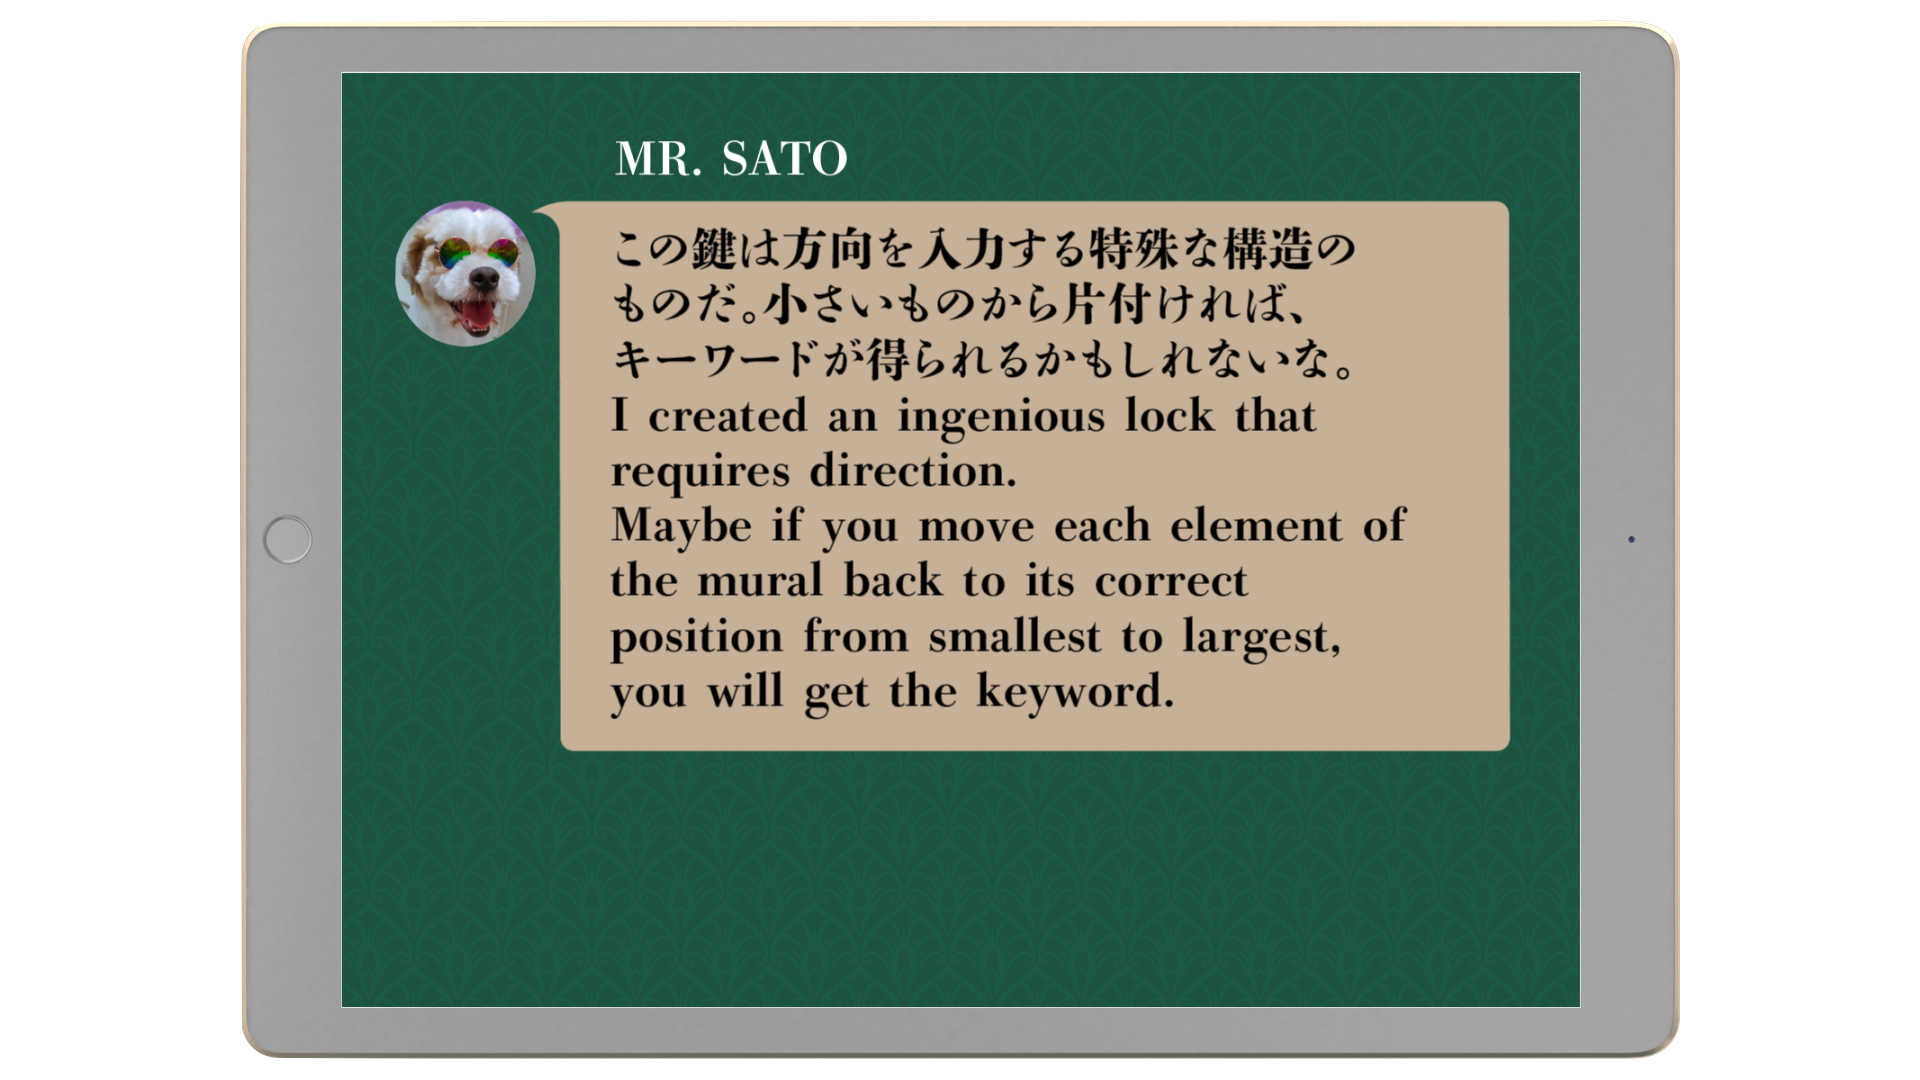 MR. SATO
この鍵は方向を入力する特殊な構造の
ものだ。小さいものから片付ければ、
キーワードが得られるかもしれないな。
I created an ingenious lock that
requires direction.
Maybe if you move each element of
the mural back to its correct
position from smallest to largest,
you will get the keyword.